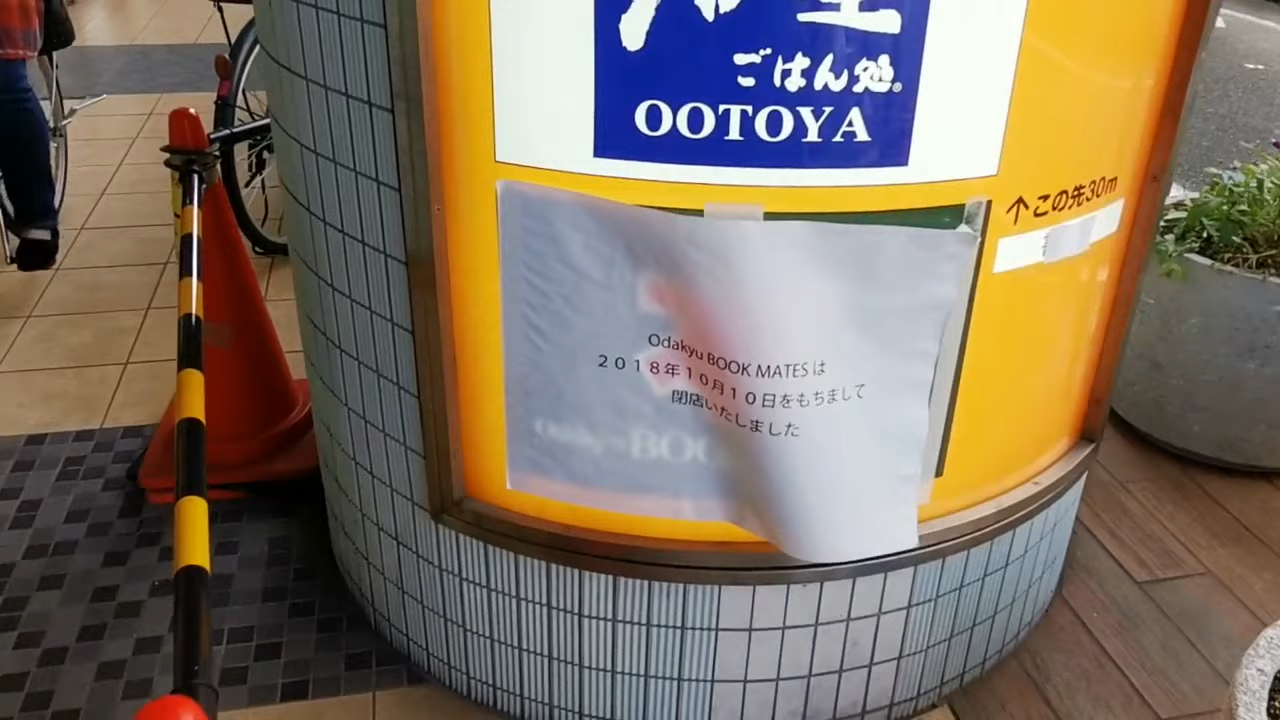 ごはん処
OOTOYA
↑この先30m
Odakyu BOOK MATESは
2018年10月10日をもちまして
閉店いたしました